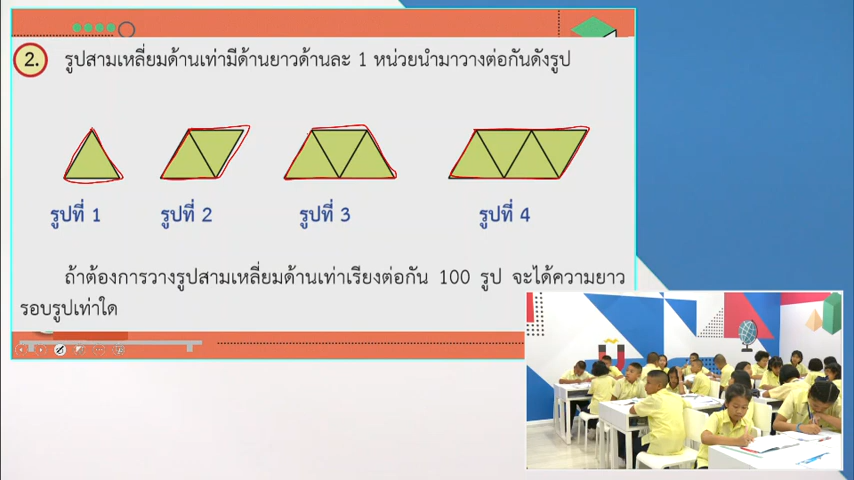 2. รูปสามเหลี่ยมด้านเท่ามีด้านยาวด้านละ 1 หน่วยนำมาวางต่อกันดังรูป
รูปที่ 1 รูปที่ 2 รูปที่ 3 รูปที่ 4
ถ้าต้องการวางรูปสามเหลี่ยมด้านเท่าเรียงต่อกัน 100 รูป จะได้ความยาว
รอบรูปเท่าใด